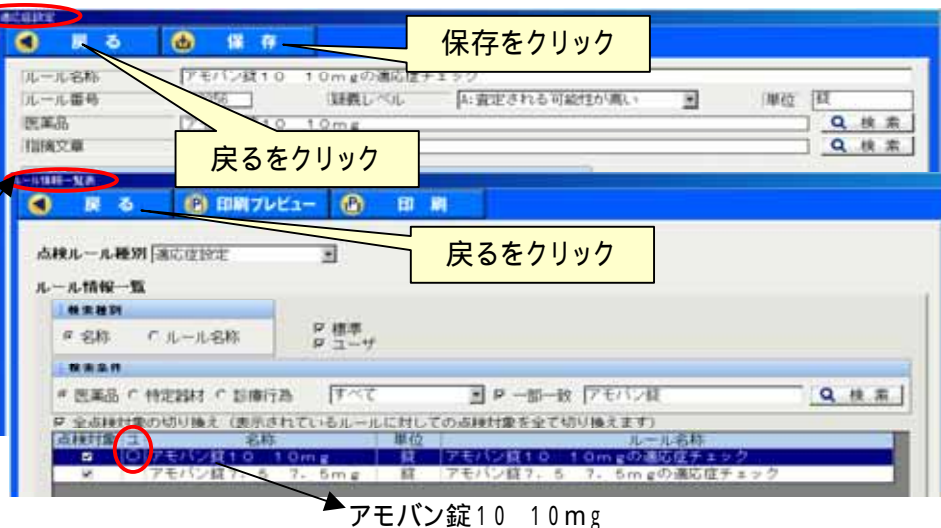 適応症設定
戻る 保存
保存をクリック
ルール名称 アモバン錠10 10mgの適応症チェック
ルール番号 疑義レベル A:査定される可能性が高い 単位 錠
医薬品 10mg 検索
指摘文章 検索
戻るをクリック
ルール情報一覧表
戻る 印刷プレビュー 印刷
戻るをクリック
点検ルール種別 適応症設定
ルール情報一覧
検索種別
名称 ルール名称 標準
ユーザ
検索条件
医薬品 特定器材 診療行為 すべて 一部一致 アモバン錠 検索
全点検対象の切り換え(表示されているルールに対しての点検対象を全て切り換えます)
点検対象 ユ 名称 単位 ルール名称
○ アモバン錠10 10mg 錠 アモバン錠10 10mgの適応症チェック
アモバン錠7.5 7.5mg 錠 アモバン錠7.5 7.5mgの適応症チェック
アモバン錠10 10mg